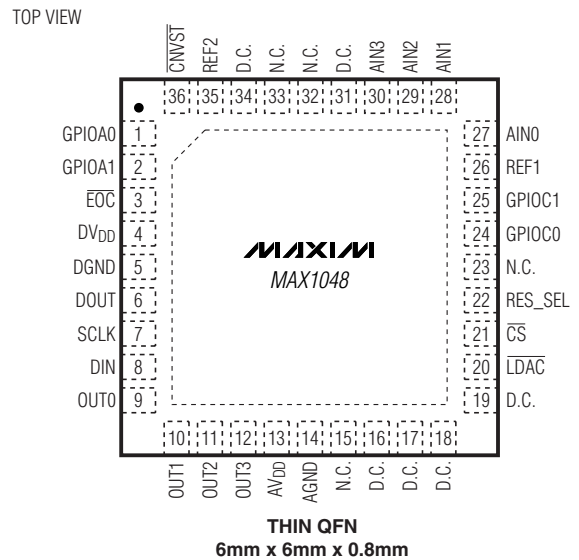 TOP VIEW
CNVST REF2 D.C. N.C. N.C. D.C. AIN3 AIN2 AIN1
36 35 34 33 32 31 30 29 28
GPIOA0 1 27 AIN0
GPIOA1 2 26 REF1
EOC 3 25 GPIOC1
DVDD 4 24 GPIOC0
DGND 5 23 N.C.
DOUT 6 22 RES_SEL
SCLK 7 21 CS
DIN 8 20 LDAC
OUT0 9 19 D.C.
MAXIM
MAX1048
10 11 12 13 14 15 16 17 18
OUT1 OUT2 OUT3 AVDD AGND N.C. D.C. D.C. D.C.
THIN QFN
6mm x 6mm x 0.8mm